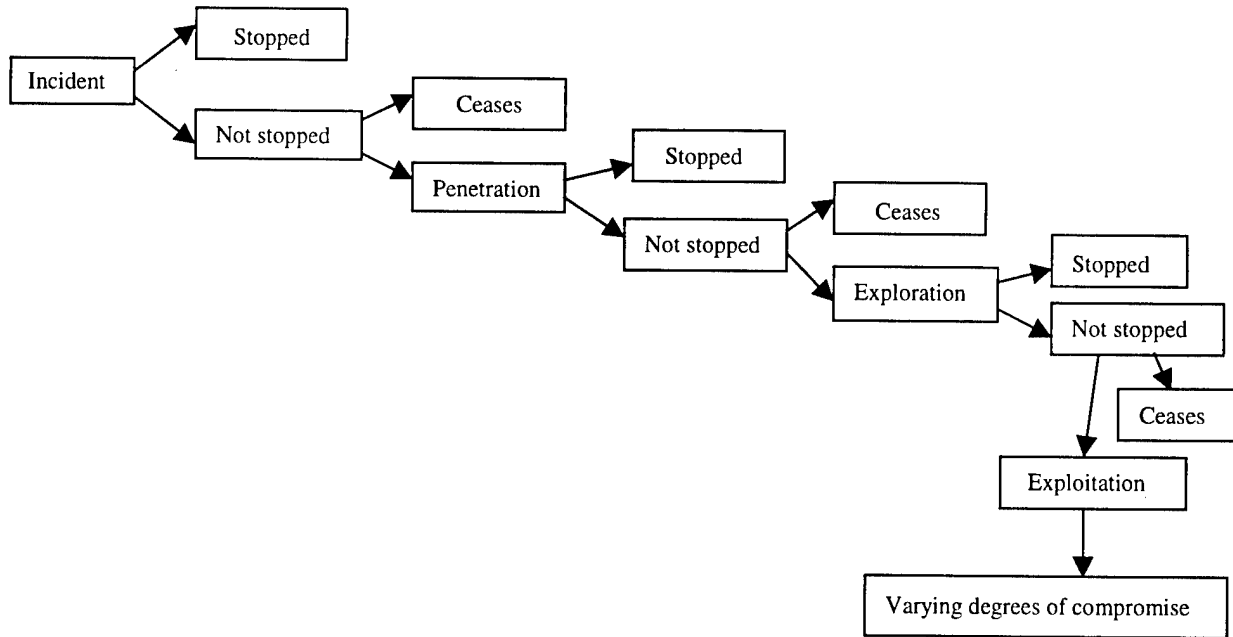 Stopped
Incident
Ceases
Not stopped
Stopped
Penetration
Ceases
Not stopped
Stopped
Exploration
Not stopped
Ceases
Exploitation
Varying degrees of compromise